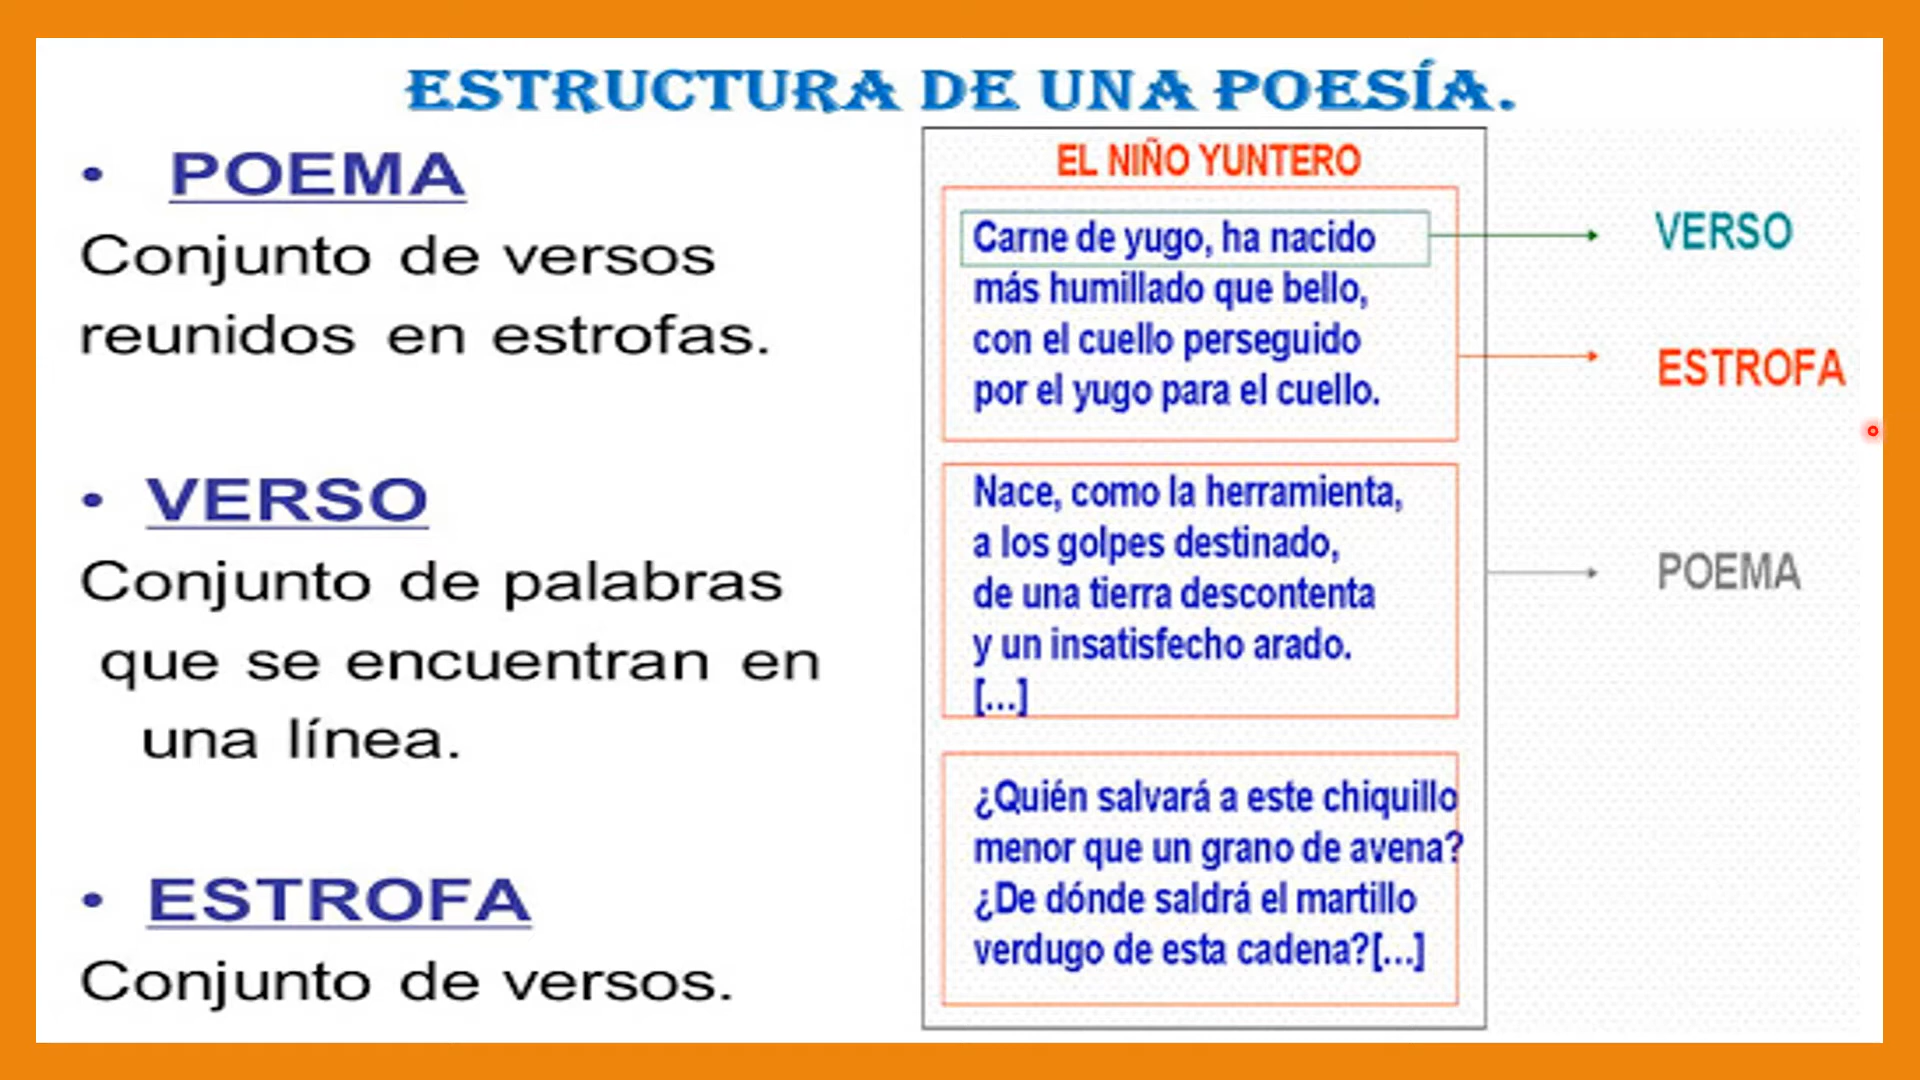 ESTRUCTURA DE UNA POESÍA.
• POEMA
Conjunto de versos
reunidos en estrofas.
• VERSO
Conjunto de palabras
que se encuentran en
una línea.
• ESTROFA
Conjunto de versos.
EL NIÑO YUNTERO
Carne de yugo, ha nacido
más humillado que bello,
con el cuello perseguido
por el yugo para el cuello.
Nace, como la herramienta,
a los golpes destinado,
de una tierra descontenta
y un insatisfecho arado.
[...]
¿Quién salvará a este chiquillo
menor que un grano de avena?
¿De dónde saldrá el martillo
verdugo de esta cadena?[...]
VERSO
ESTROFA
POEMA